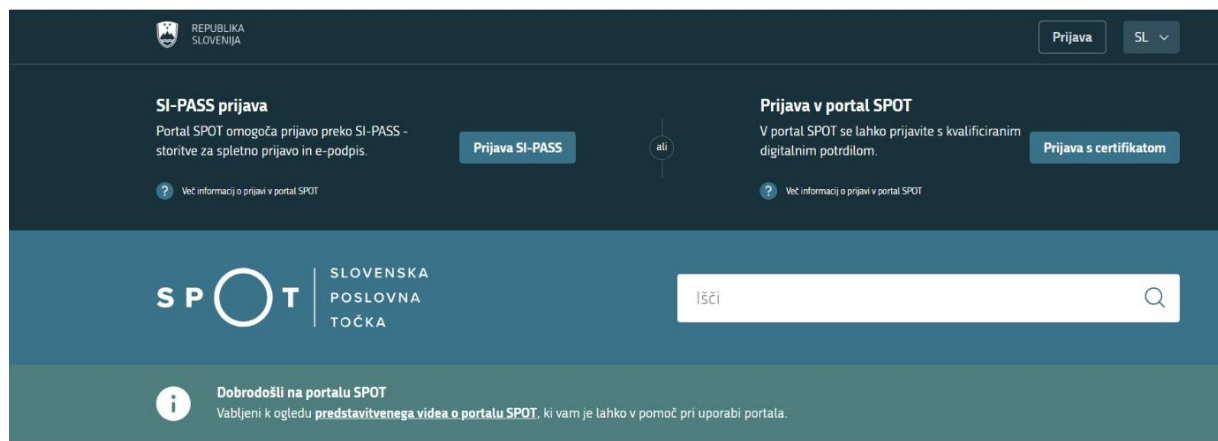 REPUBLIKA
SLOVENIJA
Prijava
SL
SI-PASS prijava
Portal SPOT omogoča prijavo preko SI-PASS -
storitve za spletno prijavo in e-podpis.
Prijava SI-PASS
Več informacij o prijavi v portal SPOT
ali
Prijava v portal SPOT
V portal SPOT se lahko prijavite s kvalificiranim
digitalnim potrdilom.
Prijava s certifikatom
Več informacij o prijavi v portal SPOT
SPOT
SLOVENSKA
POSLOVNA
TOČKA
Išči
Dobrodošli na portalu SPOT
Vabljeni k ogledu predstavitvenega videa o portalu SPOT, ki vam je lahko v pomoč pri uporabi portala.